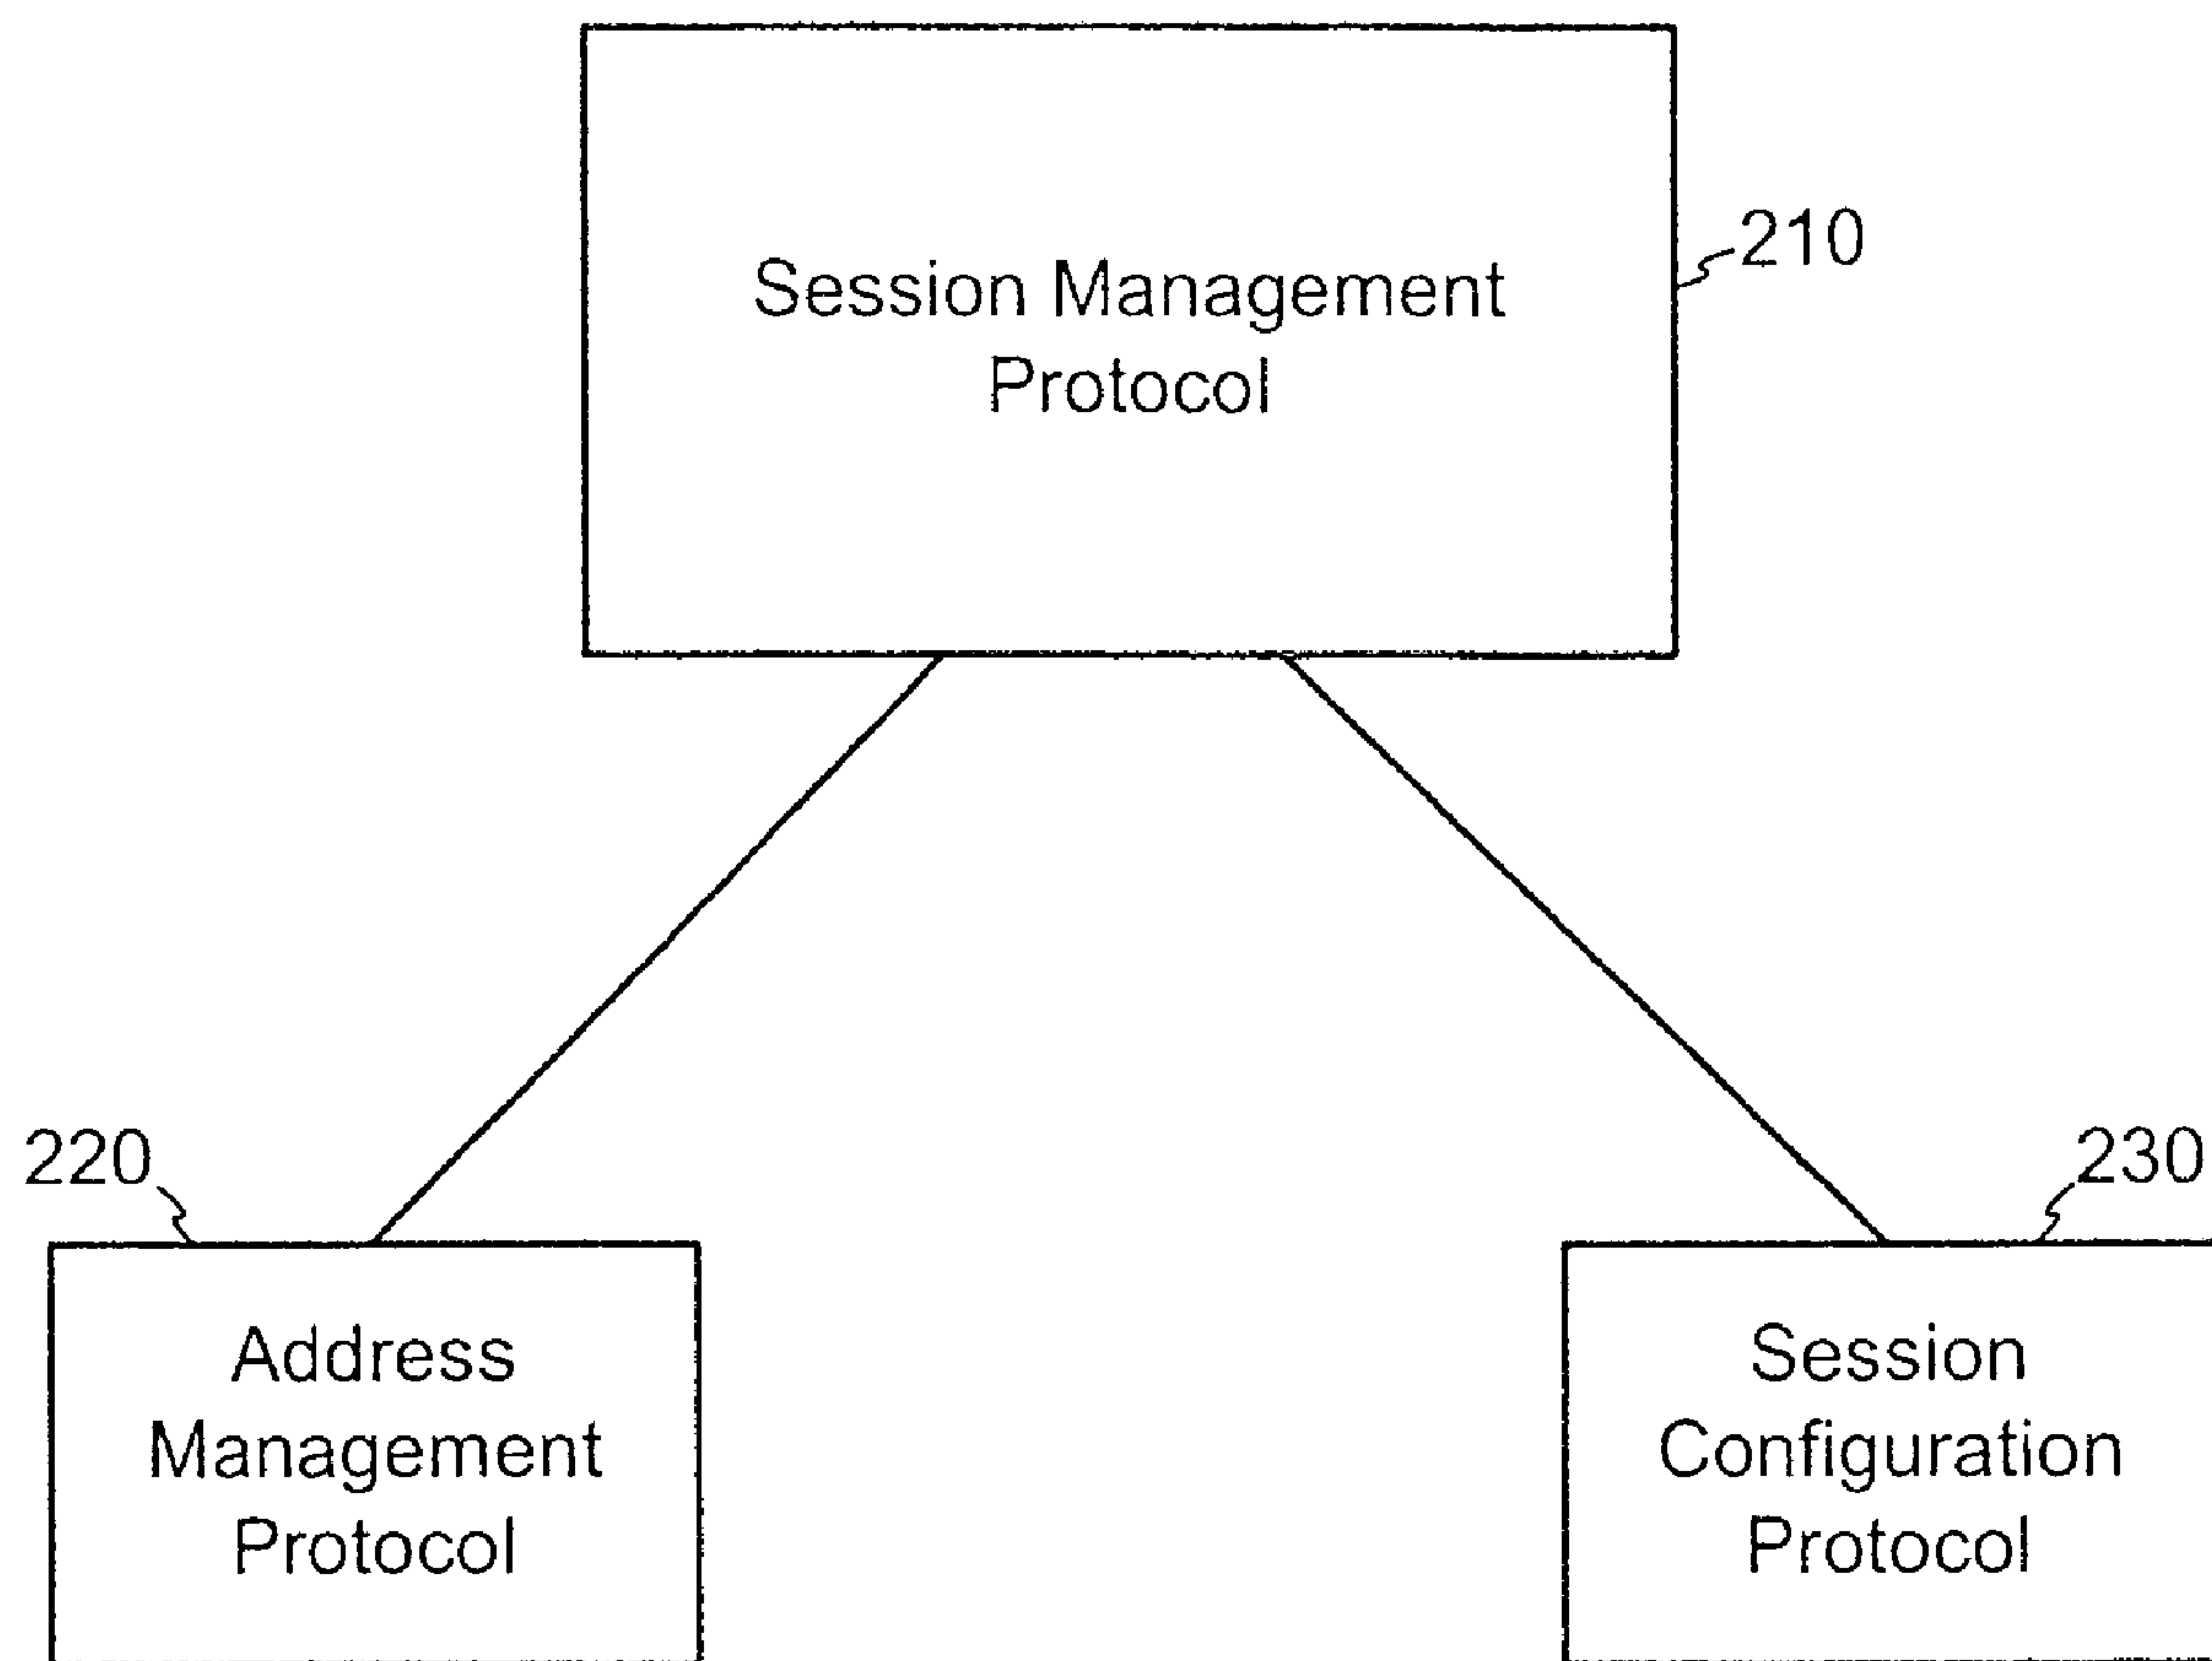 Session Management
Protocol
210
220
230
Address
Management
Protocol
Session
Configuration
Protocol